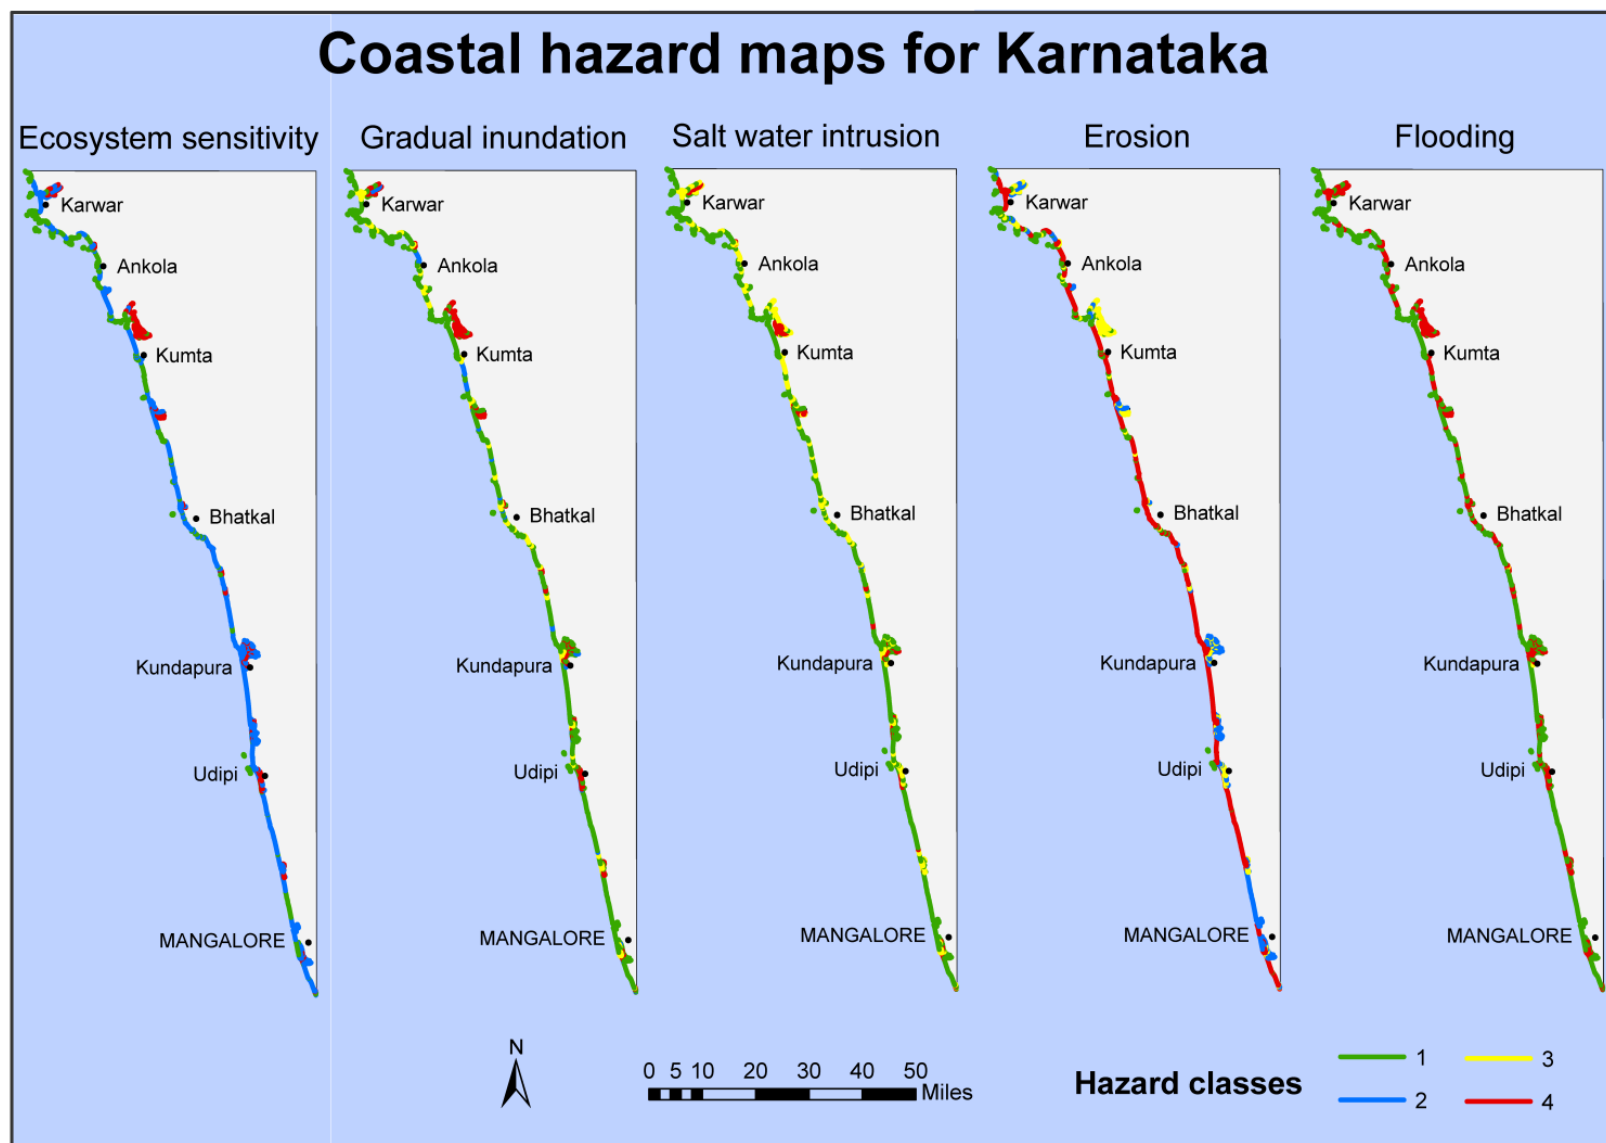 Coastal hazard maps for Karnataka
Ecosystem sensitivity
Karwar
Ankola
Kumta
Bhatkal
Kundapura
Udipi
MANGALORE
Gradual inundation
Karwar
Ankola
Kumta
Bhatkal
Kundapura
Udipi
MANGALORE
Salt water intrusion
Karwar
Ankola
Kumta
Bhatkal
Kundapura
Udipi
MANGALORE
Erosion
Karwar
Ankola
Kumta
Bhatkal
Kundapura
Udipi
MANGALORE
Flooding
Karwar
Ankola
Kumta
Bhatkal
Kundapura
Udipi
MANGALORE
N
0 5 10 20 30 40 50
Miles
Hazard classes
1
2
3
4